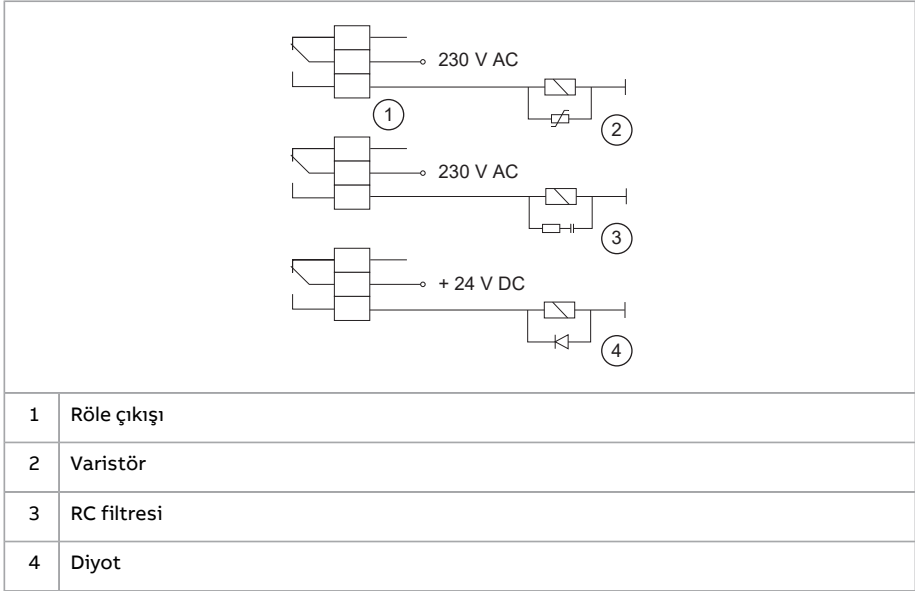 230 V AC
1
2
230 V AC
3
+ 24 V DC
4
1 Röle çıkışı
2 Varistör
3 RC filtresi
4 Diyot